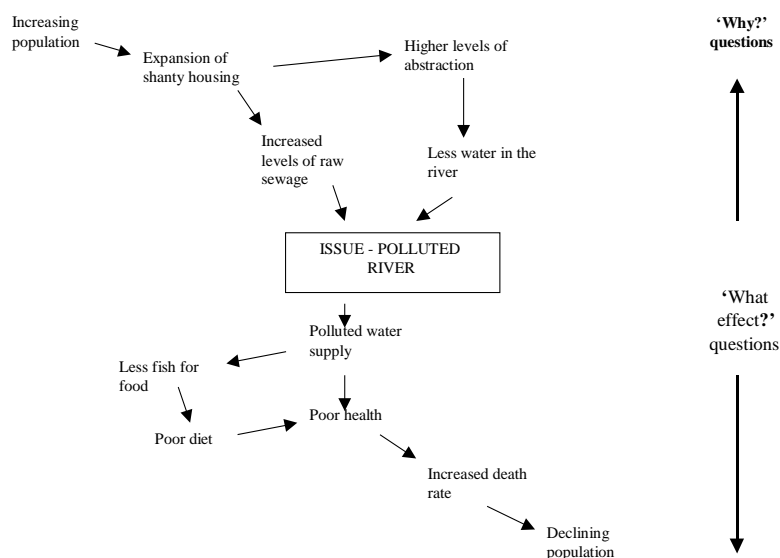 Increasing
population
Expansion of
shanty housing
Higher levels of
abstraction
'Why?'
questions
Increased
levels of raw
sewage
Less water in the
river
ISSUE - POLLUTED
RIVER
'What
effect?'
questions
Polluted water
supply
Less fish for
food
Poor diet
Poor health
Increased death
rate
Declining
population